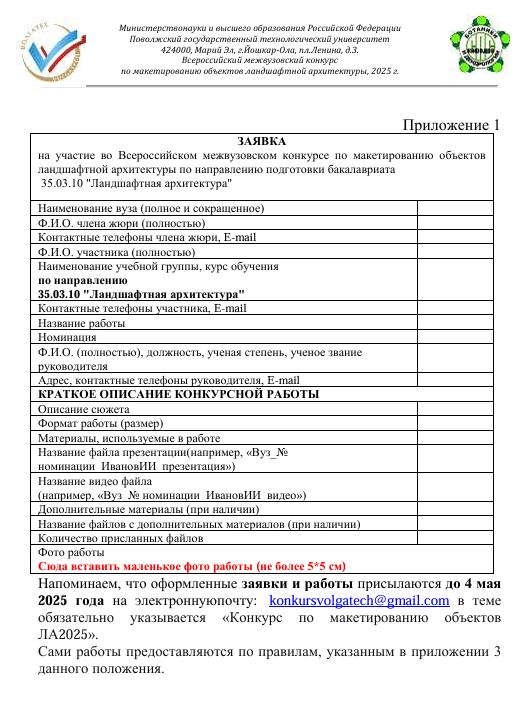 Министерствонауки и высшего образования Российской Федерации
Поволжский государственный технологический университет
424000, Марий Эл, г.Йошкар-Ола, пл.Ленина, д.3.
Всероссийский межвузовский конкурс
по макетированию объектов ландшафтной архитектуры, 2025 г.
Приложение 1
ЗАЯВКА
на участие во Всероссийском межвузовском конкурсе по макетированию объектов
ландшафтной архитектуры по направлению подготовки бакалавриата
35.03.10 "Ландшафтная архитектура"
Наименование вуза (полное и сокращенное)
Ф.И.О. члена жюри (полностью)
Контактные телефоны члена жюри, E-mail
Ф.И.О. участника (полностью)
Наименование учебной группы, курс обучения
по направлению
35.03.10 "Ландшафтная архитектура"
Контактные телефоны участника, E-mail
Название работы
Номинация
Ф.И.О. (полностью), должность, ученая степень, ученое звание
руководителя
Адрес, контактные телефоны руководителя, E-mail
КРАТКОЕ ОПИСАНИЕ КОНКУРСНОЙ РАБОТЫ
Описание сюжета
Формат работы (размер)
Материалы, используемые в работе
Название файла презентации(например, «Вуз_№
номинации_ИвановИИ_презентация»)
Название видео файла
(например, «Вуз_№ номинации_ИвановИИ_видео»)
Дополнительные материалы (при наличии)
Название файлов с дополнительных материалов (при наличии)
Количество присланных файлов
Фото работы
Сюда вставить маленькое фото работы (не более 5*5 см)
Напоминаем, что оформленные заявки и работы присылаются до 4 мая
2025 года на электроннуюпочту: konkursvolgatech@gmail.com в теме
обязательно указывается «Конкурс по макетированию объектов
ЛА2025».
Сами работы предоставляются по правилам, указанным в приложении 3
данного положения.